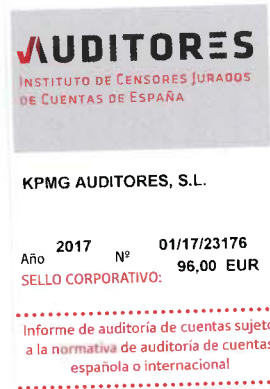 AUDITORES
INSTITUTO DE CENSORES JURADOS
DE CUENTAS DE ESPAÑA
KPMG AUDITORES, S.L.
Año 2017 Nº 01/17/23176
SELLO CORPORATIVO: 96,00 EUR
Informe de auditoría de cuentas sujeto
a la normativa de auditoría de cuentas
española o internacional